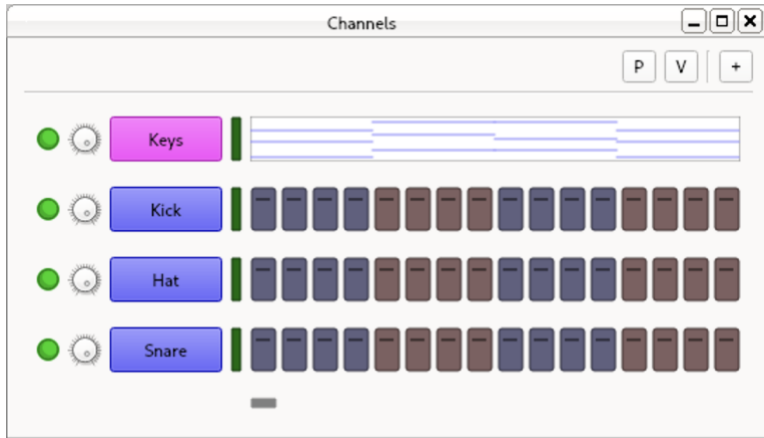 Channels
P V +
Keys
Kick
Hat
Snare